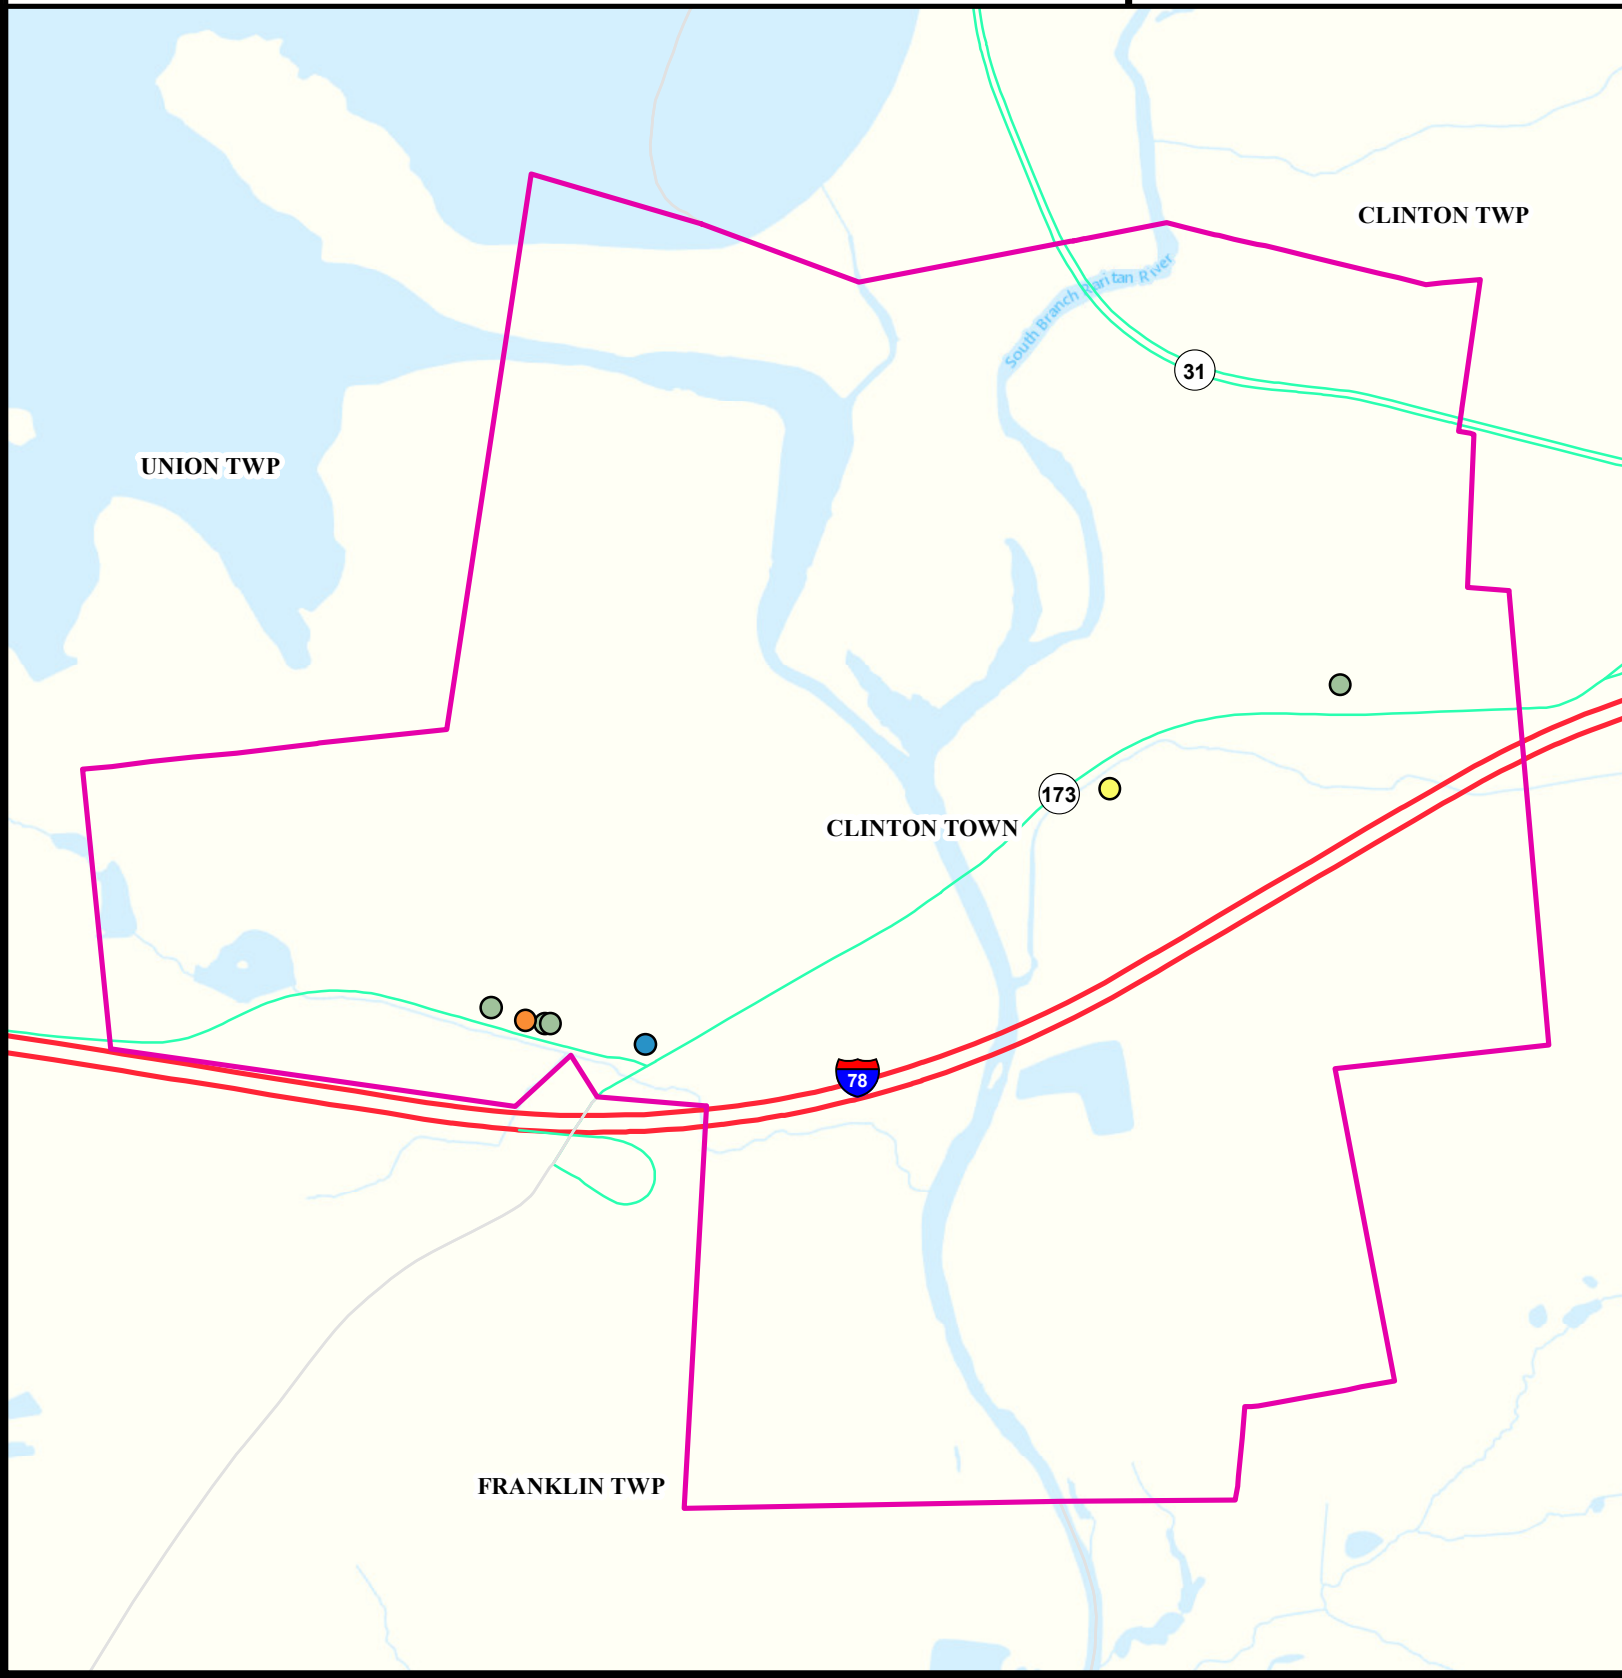 CLINTON TWP
South Branch Raritan River
31
UNION TWP
173
CLINTON TOWN
78
FRANKLIN TWP